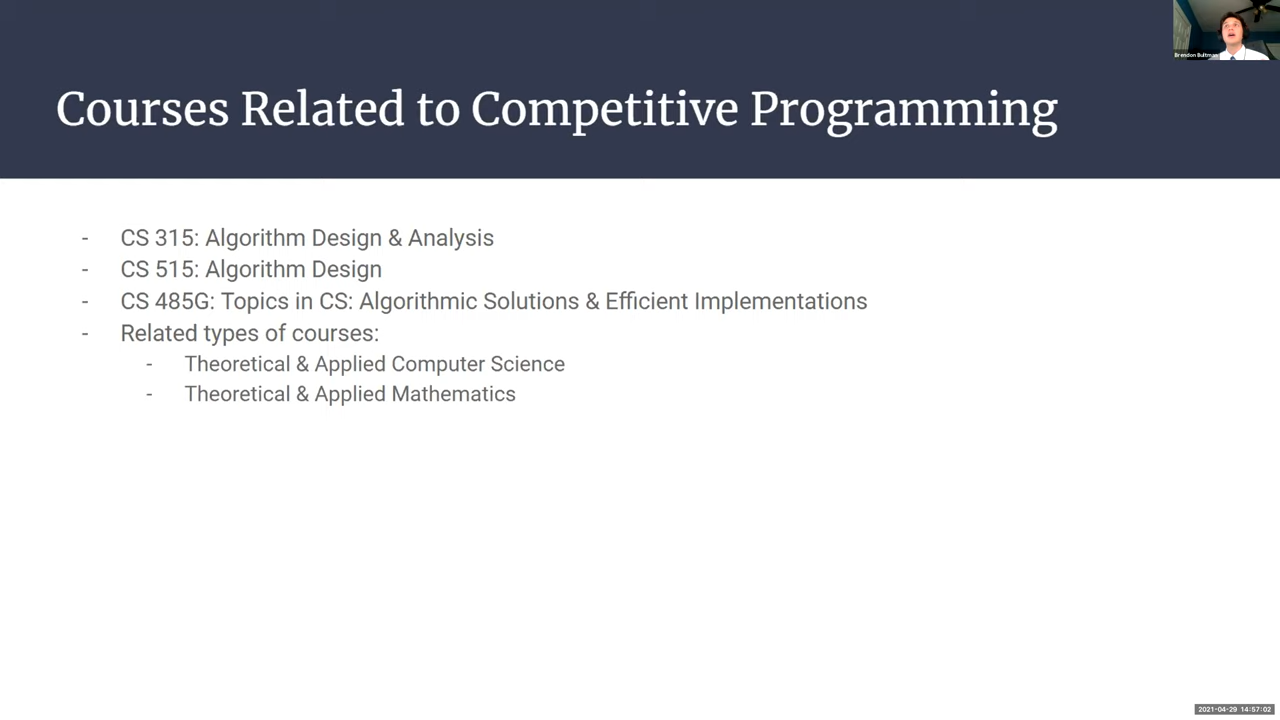 Brendon Bultman
Courses Related to Competitive Programming
- CS 315: Algorithm Design & Analysis
- CS 515: Algorithm Design
- CS 485G: Topics in CS: Algorithmic Solutions & Efficient Implementations
- Related types of courses:
- Theoretical & Applied Computer Science
- Theoretical & Applied Mathematics
2021-04-29 14:57:02